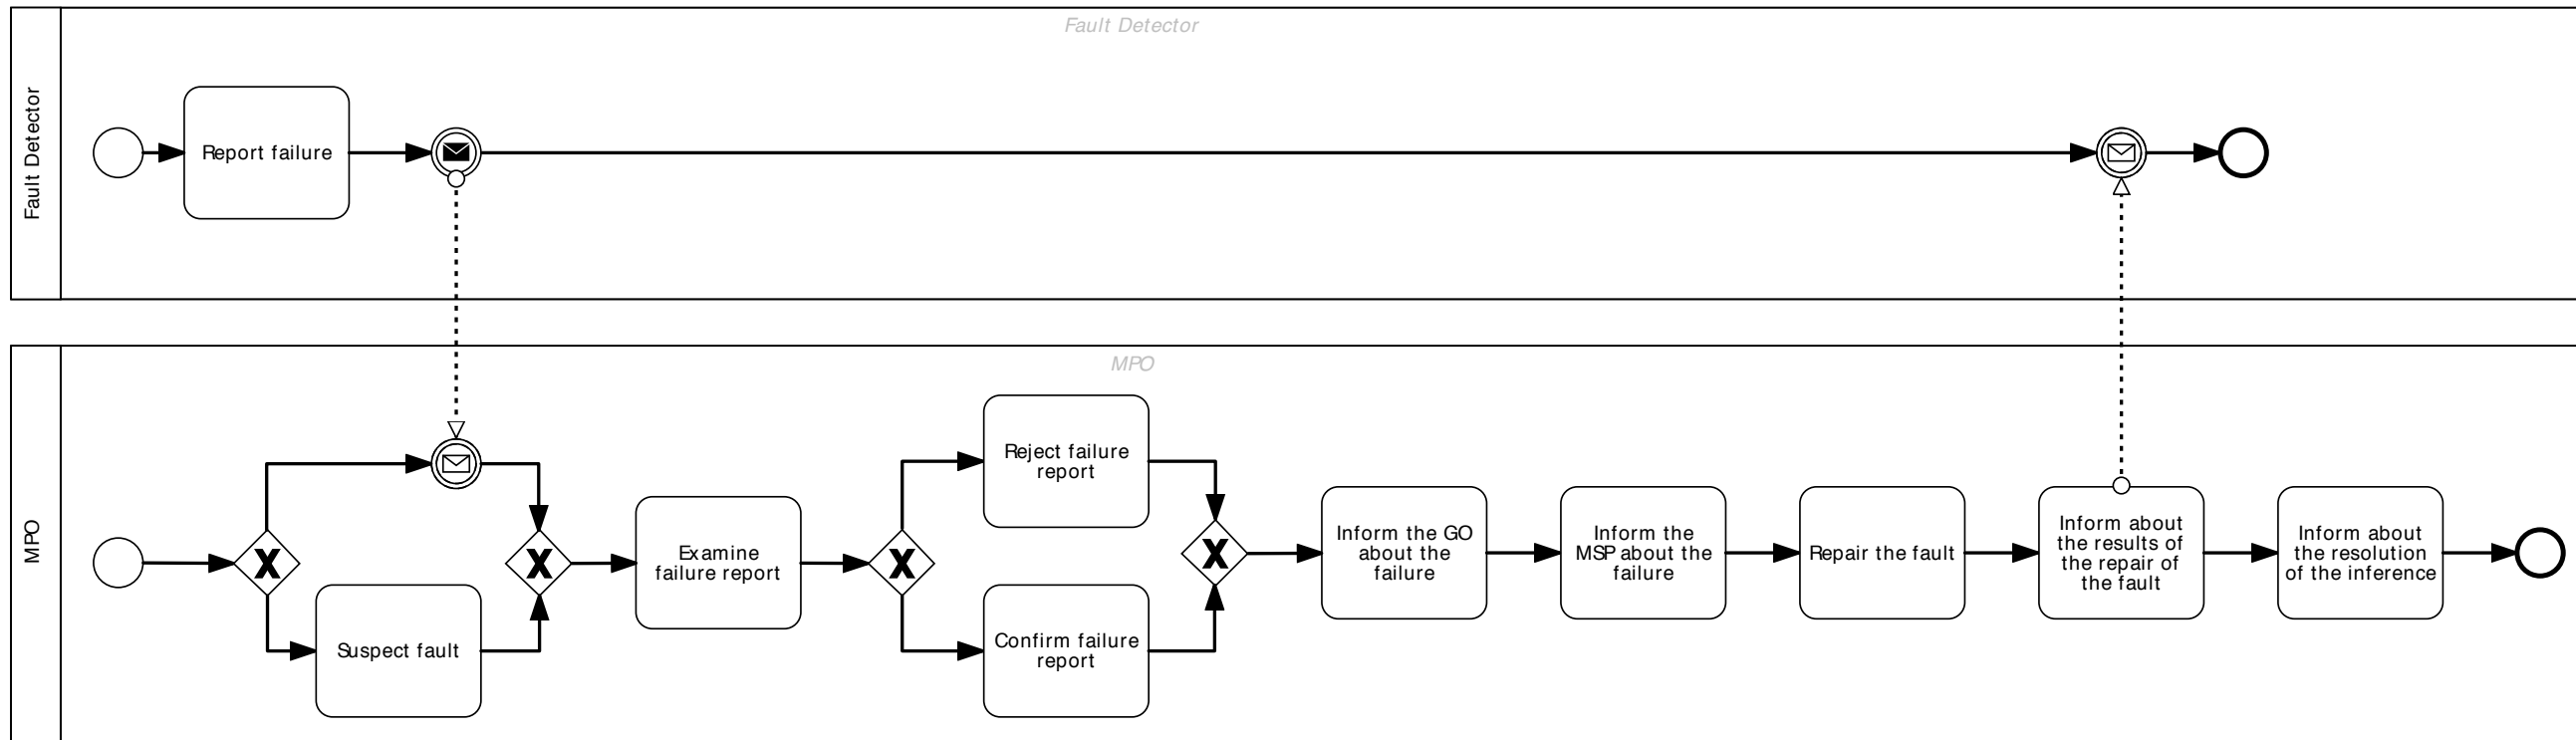 Fault Detector
Fault Detector
Report failure
MPO
MPO
Reject failure
report
Examine
failure report
Suspect fault
Confirm failure
report
Inform the GO
about the
failure
Inform the
MSP about the
failure
Repair the fault
Inform about
the results of
the repair of
the fault
Inform about
the resolution
of the inference